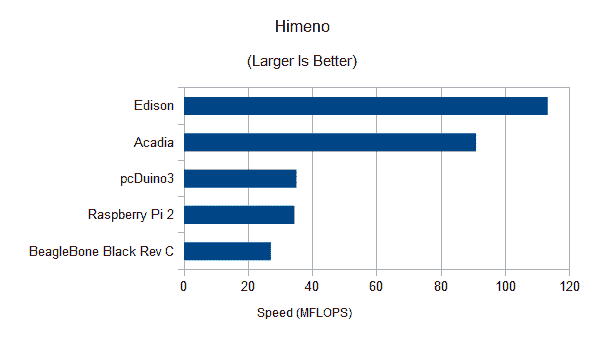 Himeno
(Larger Is Better)
Edison
Acadia
pcDuino3
Raspberry Pi 2
BeagleBone Black Rev C
0 20 40 60 80 100 120
Speed (MFLOPS)